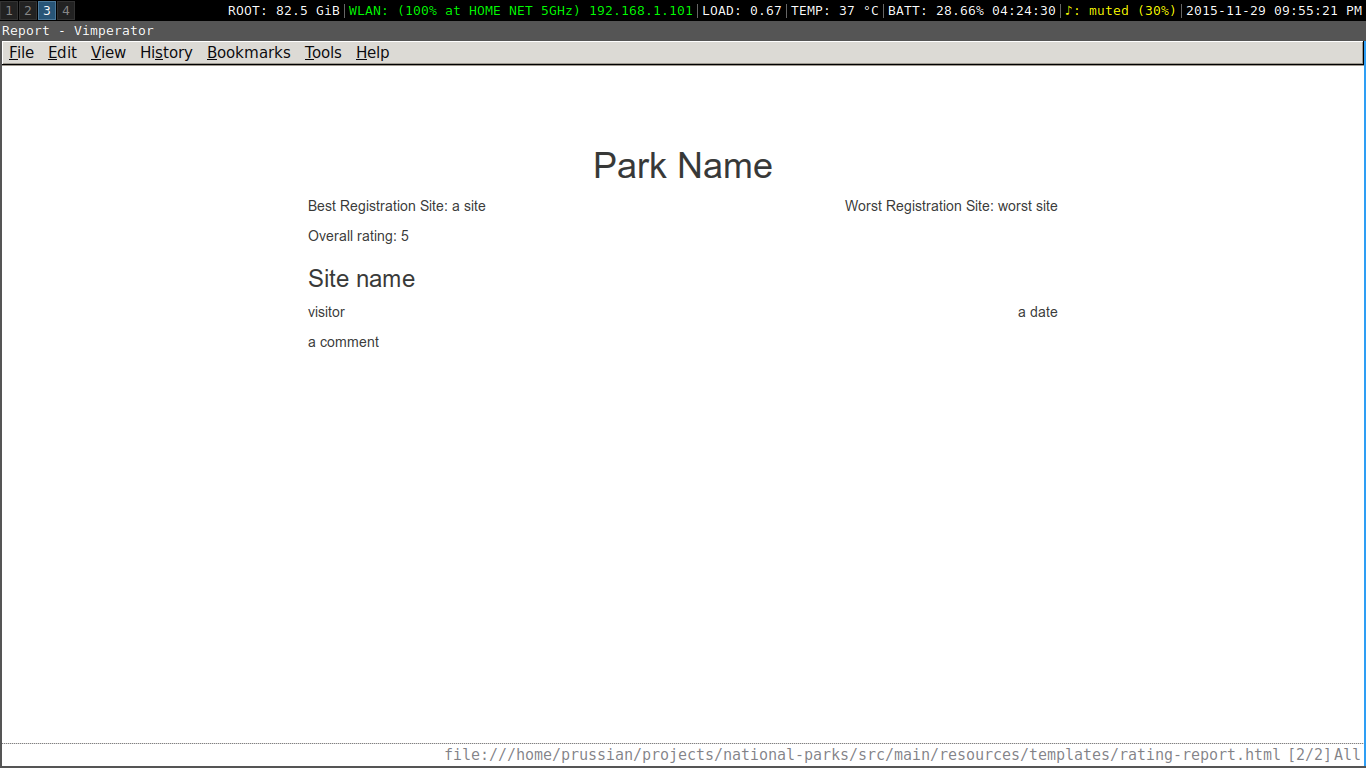 1 2 3 4 ROOT: 82.5 GiB|WLAN: (100% at HOME NET 5GHz) 192.168.1.101|LOAD: 0.67|TEMP: 37 °C|BATT: 28.66% 04:24:30|♪: muted (30%)|2015-11-29 09:55:21 PM
Report - Vimperator
File Edit View History Bookmarks Tools Help
Park Name
Best Registration Site: a site Worst Registration Site: worst site
Overall rating: 5
Site name
visitor a date
a comment
file:///home/prussian/projects/national-parks/src/main/resources/templates/rating-report.html [2/2] All